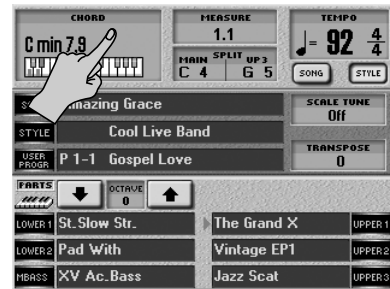 CHORD MEASURE TEMPO
C min 7.9 1.1 = 92 4/4
MAIN SPLIT UP3
C 4 G 5
SONG STYLE
Amazing Grace SCALE TUNE
Off
STYLE Cool Live Band
TRANSPOSE
0
USER PROGR P 1-1 Gospel Love
PARTS OCTAVE
0
LOWER1 St.Slow Str. The Grand X UPPER1
LOWER2 Pad With Vintage EP1 UPPER2
MBASS XV Ac.Bass Jazz Scat UPPER3